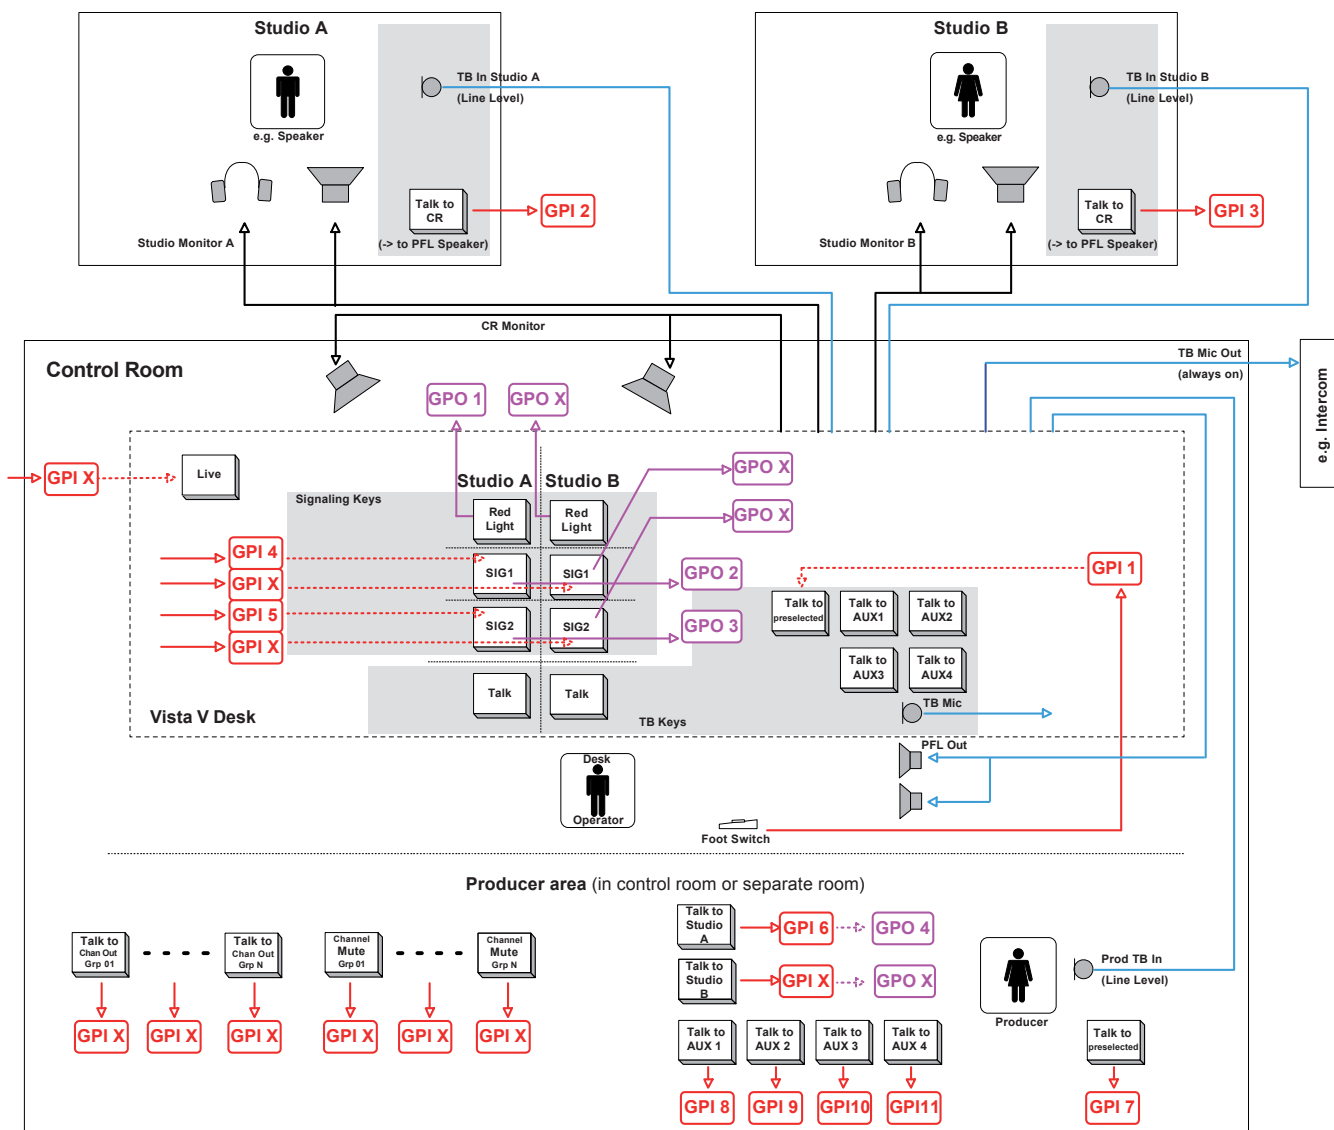 Studio A
TB In Studio A
(Line Level)
e.g. Speaker
Talk to
CR
GPI 2
Studio Monitor A
(-> to PFL Speaker)
Studio B
TB In Studio B
(Line Level)
e.g. Speaker
Talk to
CR
GPI 3
Studio Monitor B
(-> to PFL Speaker)
CR Monitor
TB Mic Out
(always on)
e.g. Intercom
Control Room
GPO 1
GPO X
GPI X
Live
Signaling Keys
Studio A
Studio B
GPO X
GPO X
Red
Light
Red
Light
GPI 4
GPI X
GPI 5
GPI X
SIG1
SIG1
GPO 2
SIG2
SIG2
GPO 3
GPI 1
Talk to
preselected
Talk to
AUX1
Talk to
AUX2
Talk to
AUX3
Talk to
AUX4
Talk
Talk
TB Mic
Vista V Desk
TB Keys
PFL Out
Desk
Operator
Foot Switch
Producer area (in control room or separate room)
Talk to
Chan Out
Grp 01
Talk to
Chan Out
Grp N
Channel
Mute
Grp 01
Channel
Mute
Grp N
GPI X
GPI X
GPI X
GPI X
GPI X
GPI X
Talk to
Studio
A
GPI 6
GPO 4
Talk to
Studio
B
GPI X
GPO X
Producer
Prod TB In
(Line Level)
Talk to
AUX 1
Talk to
AUX 2
Talk to
AUX 3
Talk to
AUX 4
Talk to
preselected
GPI 8
GPI 9
GPI10
GPI11
GPI 7